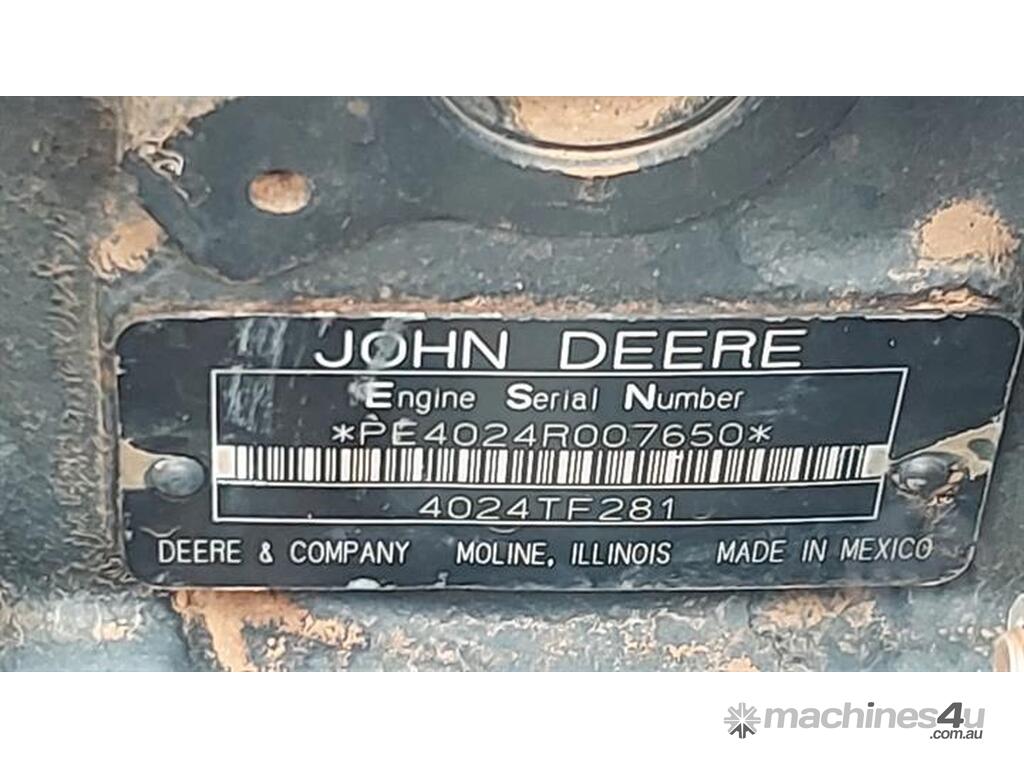 JOHN DEERE
Engine Serial Number
*PE4024R007650*
4024TF281
DEERE & COMPANY MOLINE, ILLINOIS MADE IN MEXICO
machines4u
.com.au